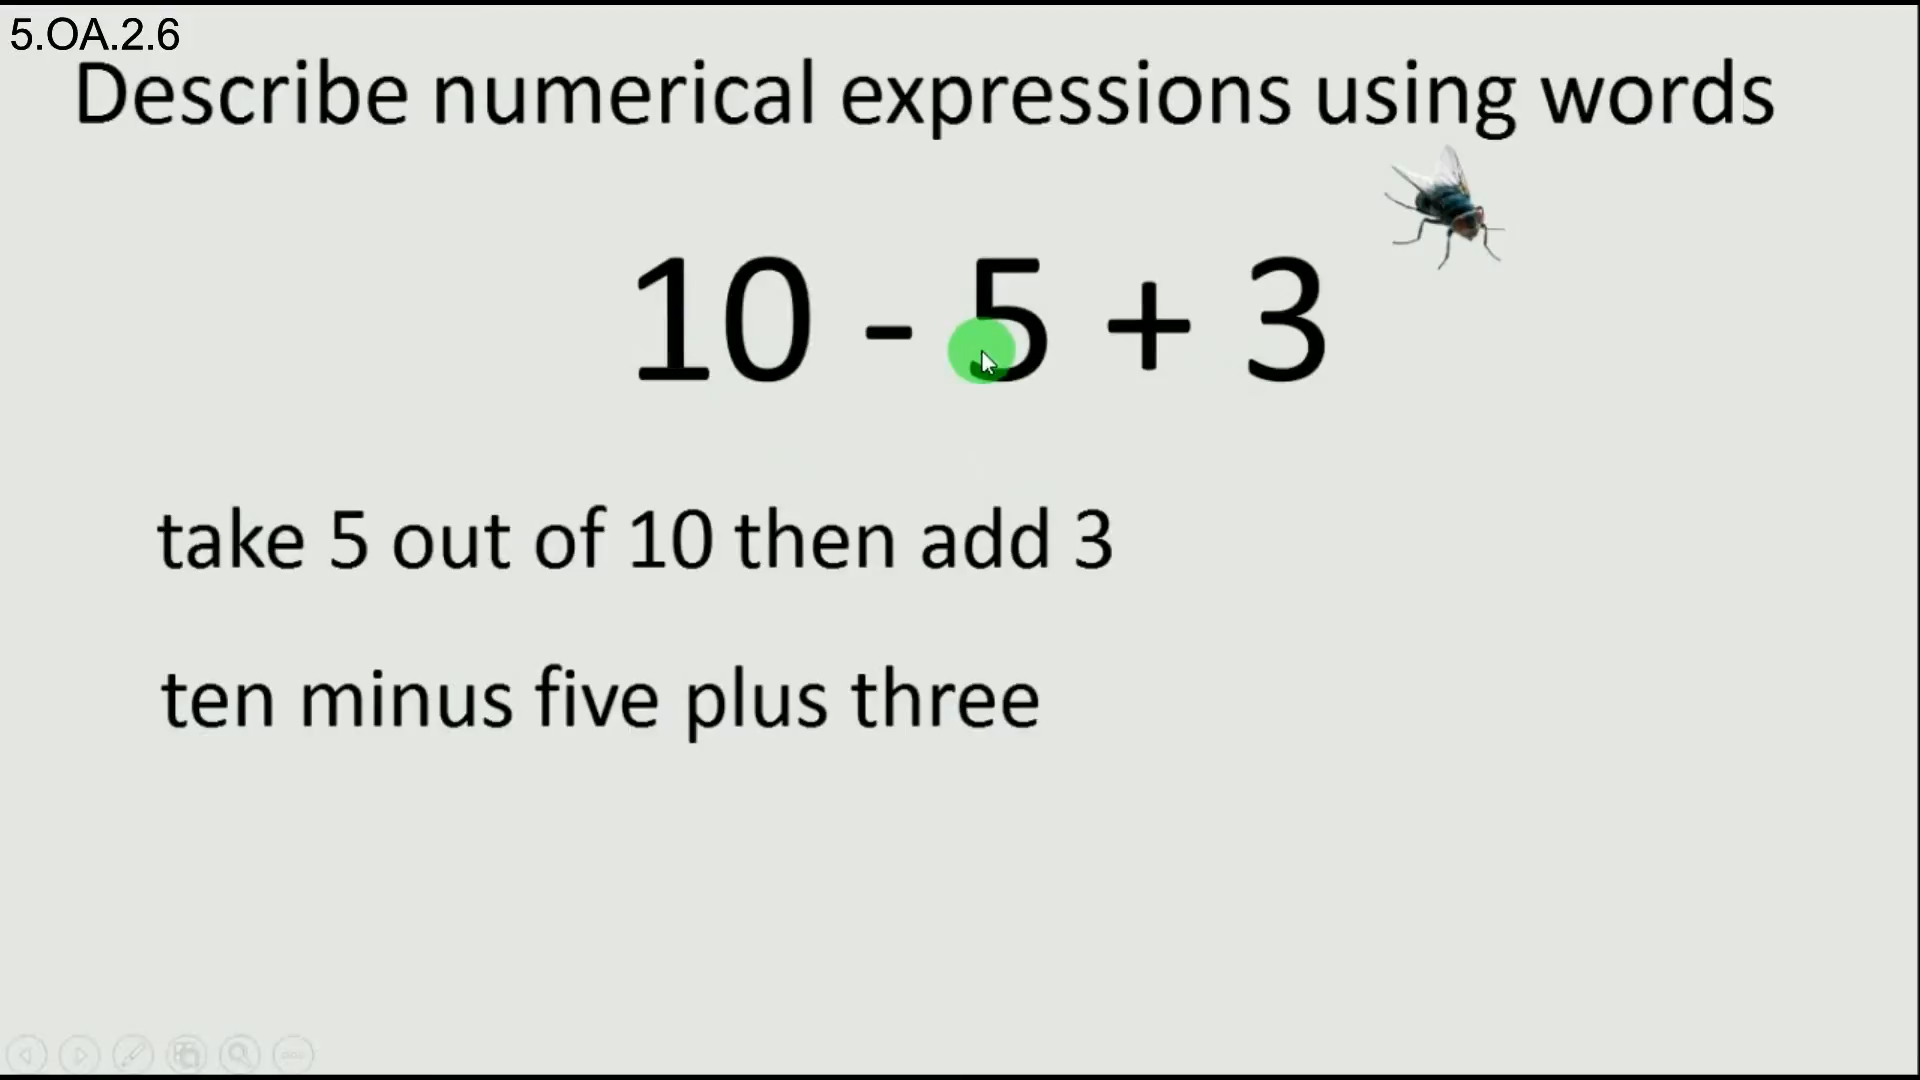 5.OA.2.6
Describe numerical expressions using words
10 - 5 + 3
take 5 out of 10 then add 3
ten minus five plus three